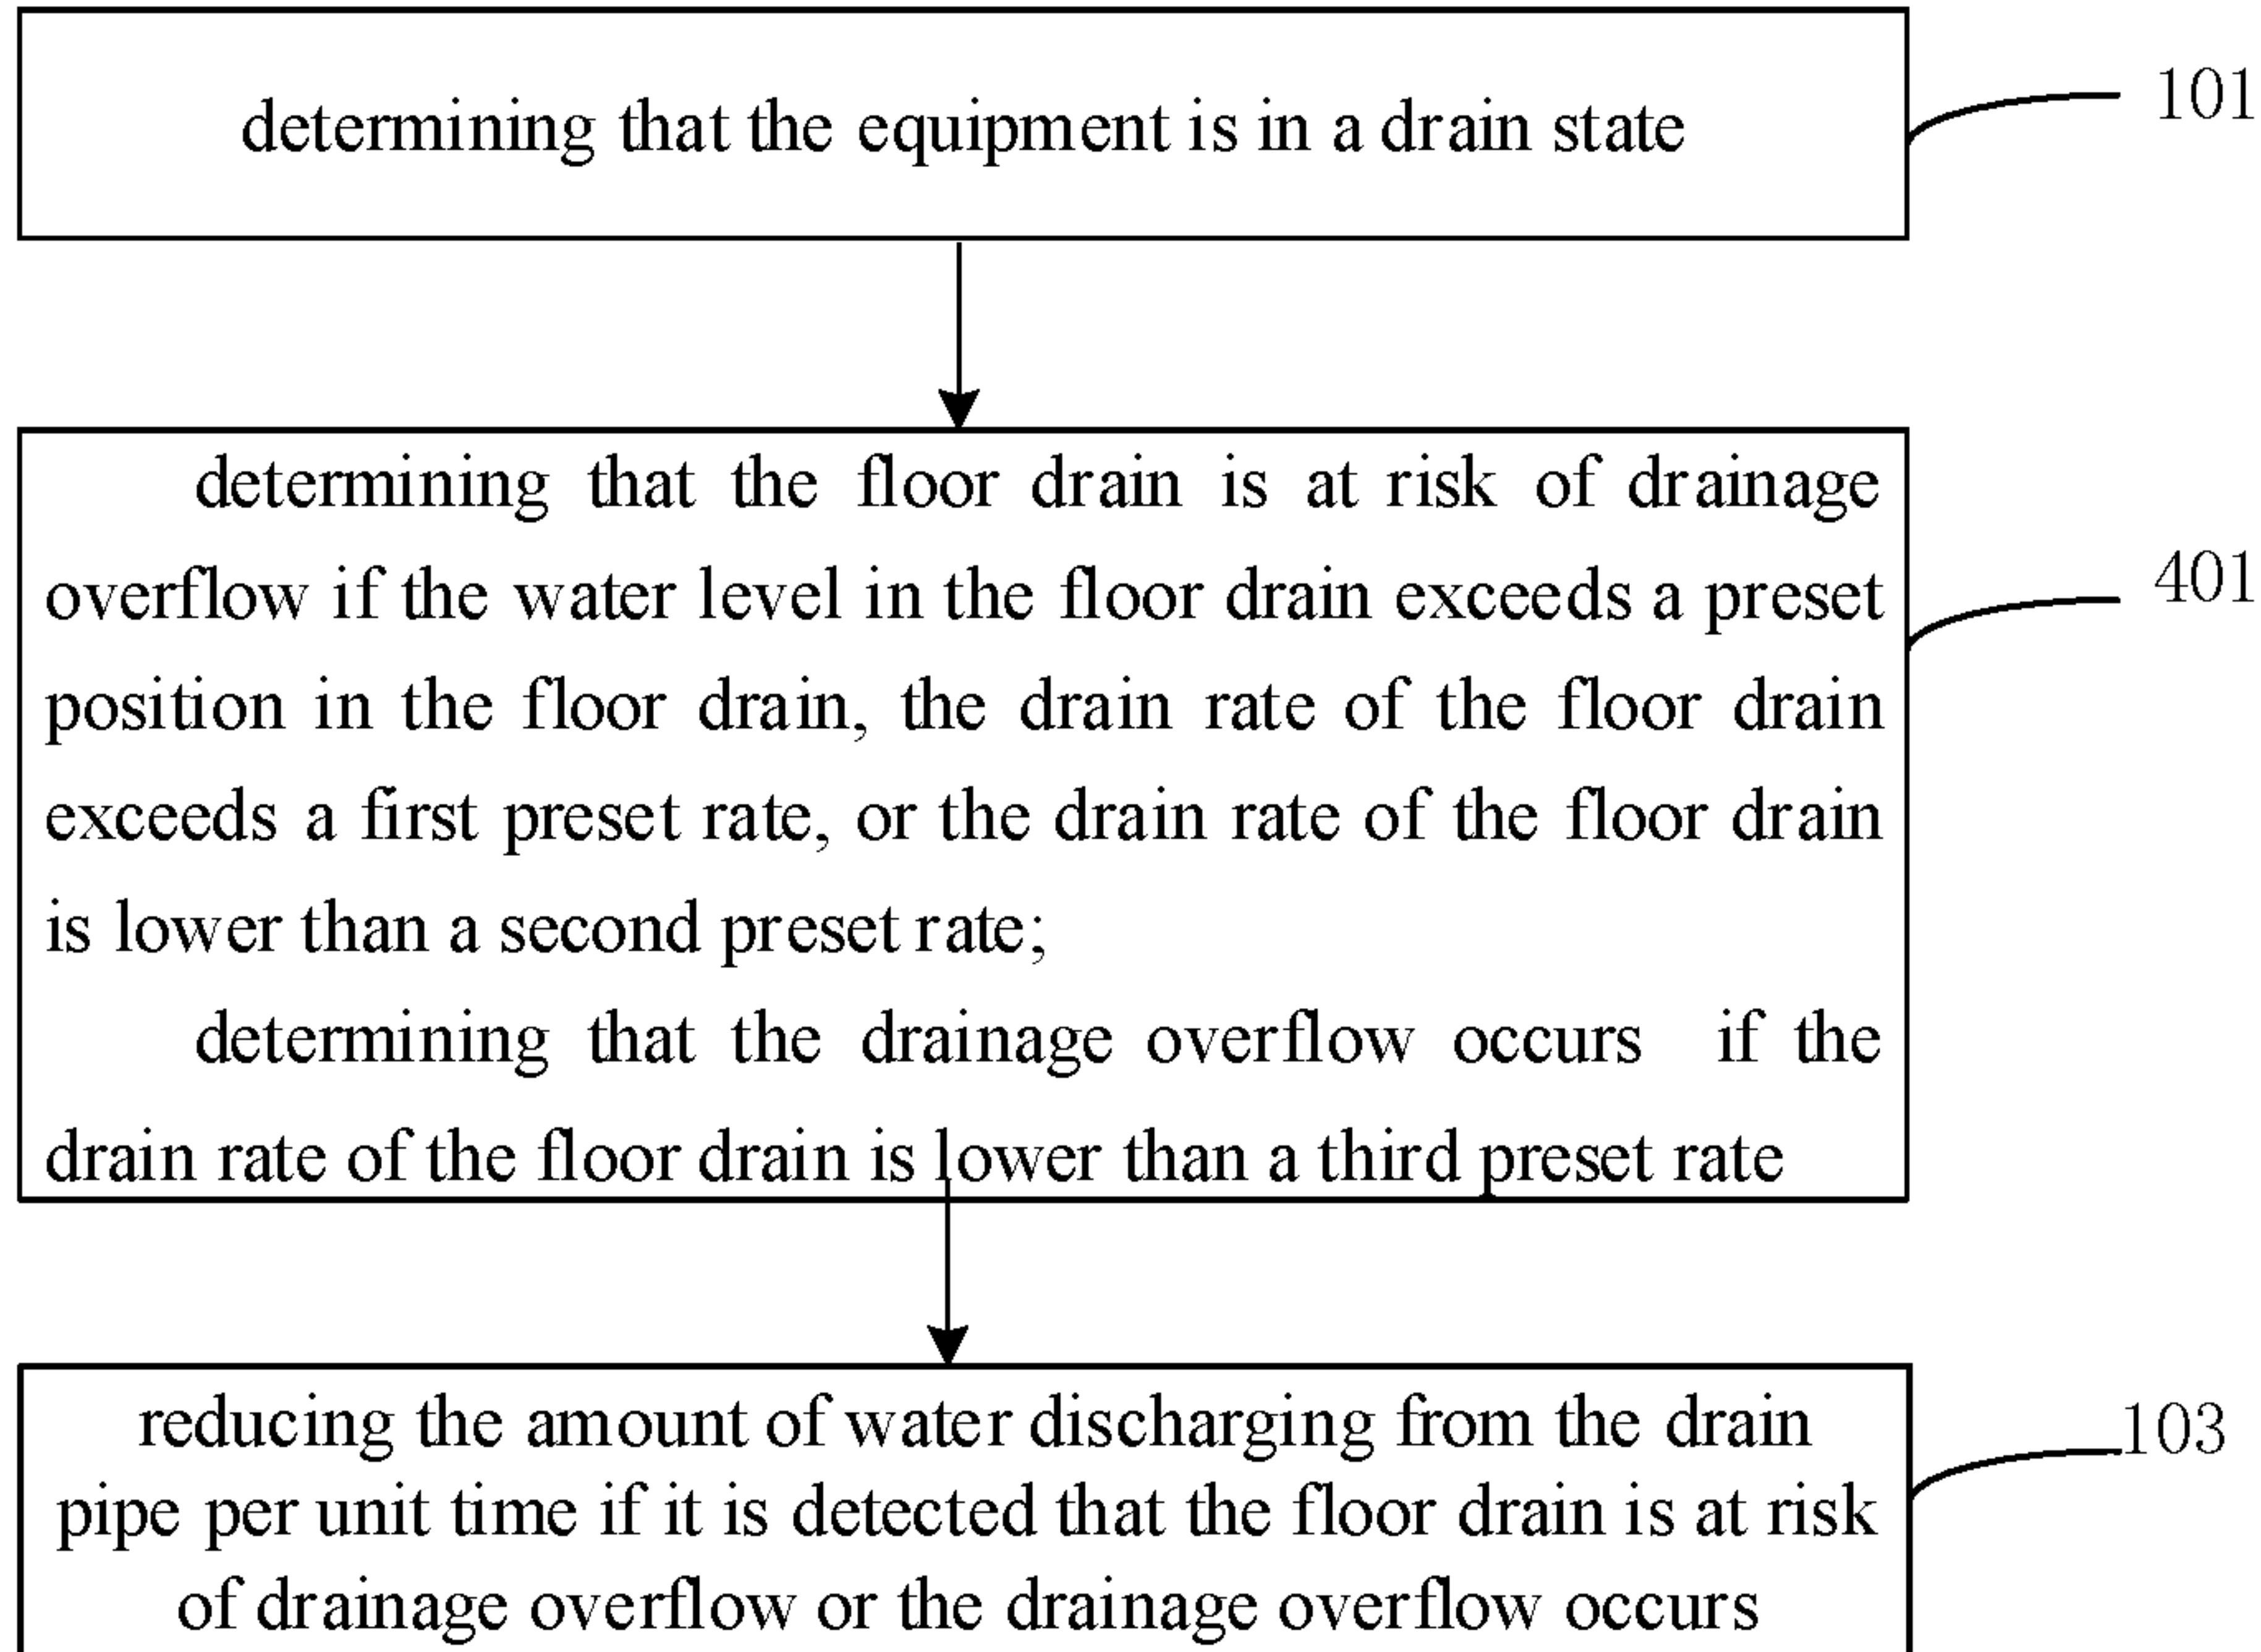 determining that the equipment is in a drain state
101
determining that the floor drain is at risk of drainage
overflow if the water level in the floor drain exceeds a preset
position in the floor drain, the drain rate of the floor drain
exceeds a first preset rate, or the drain rate of the floor drain
is lower than a second preset rate;
determining that the drainage overflow occurs if the
drain rate of the floor drain is lower than a third preset rate
401
reducing the amount of water discharging from the drain
pipe per unit time if it is detected that the floor drain is at risk
of drainage overflow or the drainage overflow occurs
103